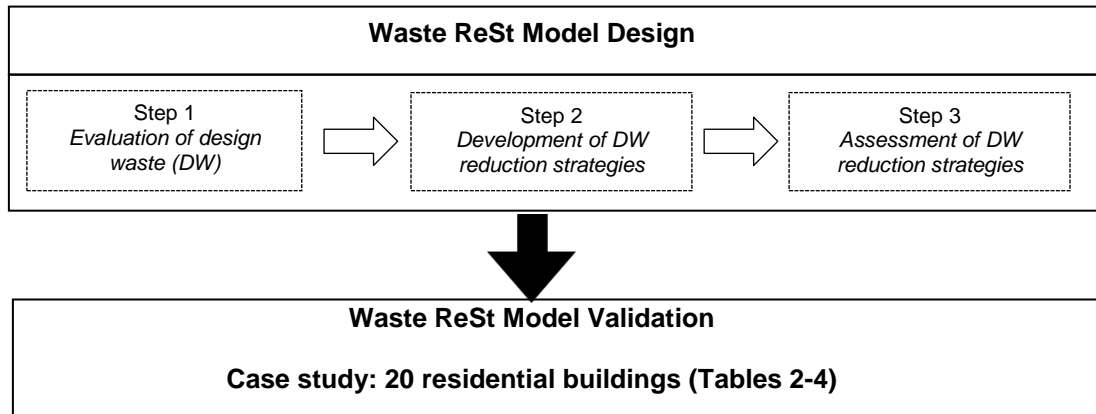 Waste ReSt Model Design
Step 1
Evaluation of design
waste (DW)
Step 2
Development of DW
reduction strategies
Step 3
Assessment of DW
reduction strategies
Waste ReSt Model Validation
Case study: 20 residential buildings (Tables 2-4)